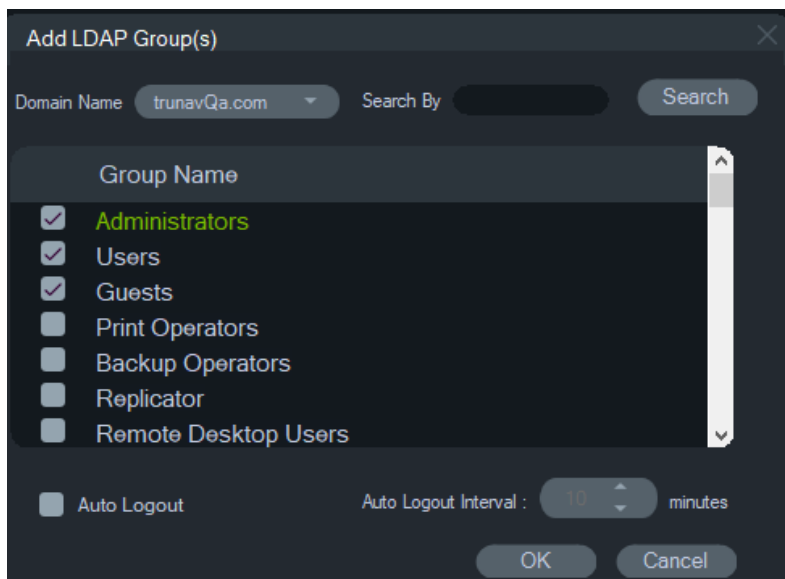 Add LDAP Group(s)
Domain Name trunavQa.com Search By Search
Group Name
Administrators
Users
Guests
Print Operators
Backup Operators
Replicator
Remote Desktop Users
Auto Logout Auto Logout Interval : 10 minutes
OK Cancel